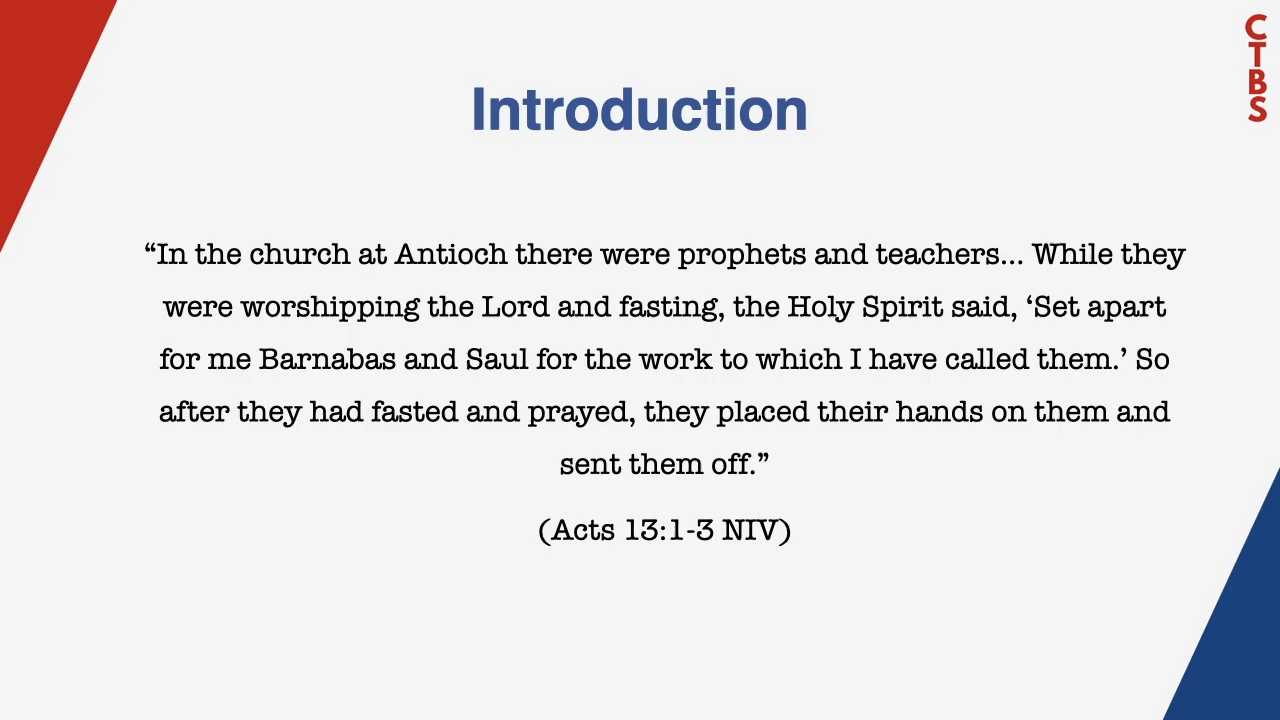 C
T
B
S
Introduction
“In the church at Antioch there were prophets and teachers... While they
were worshipping the Lord and fasting, the Holy Spirit said, ‘Set apart
for me Barnabas and Saul for the work to which I have called them.’ So
after they had fasted and prayed, they placed their hands on them and
sent them off.”
(Acts 13:1-3 NIV)